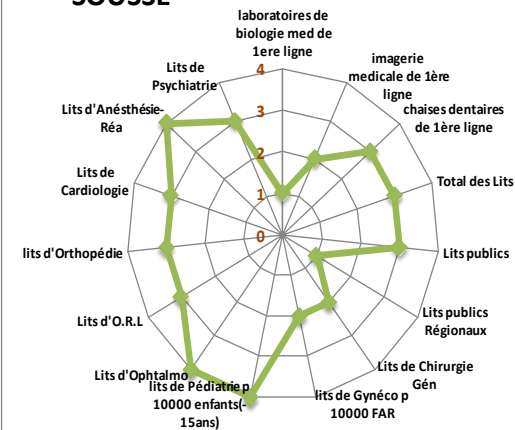 SOUSSE
laboratoires de
biologie med de
1ere ligne
imagerie
medicale de 1ère
ligne
chaises dentaires
de 1ère ligne
Total des Lits
Lits publics
Lits publics
Régionaux
Lits de Chirurgie
Gén
lits de Gynéco p
10000 FAR
lits de Pédiatrie p
10000 enfants(-
15ans)
Lits d'Ophtalmo
Lits d'O.R.L
lits d'Orthopédie
Lits de
Cardiologie
Lits d'Anésthésie-
Réa
Lits de
Psychiatrie
4
3
2
1
0